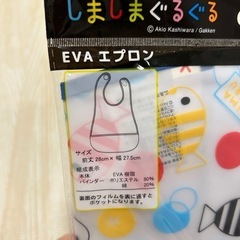 しましまぐるぐる
© Akio Kashiwara / Gakken
EVA エプロン
サイズ
前丈 28cm × 幅 27.5cm
組成表示
本体 EVA 樹脂
バインダー ポリエステル 80%
綿 20%
裏面のフィルムを裏に返すと
ポケットになります。